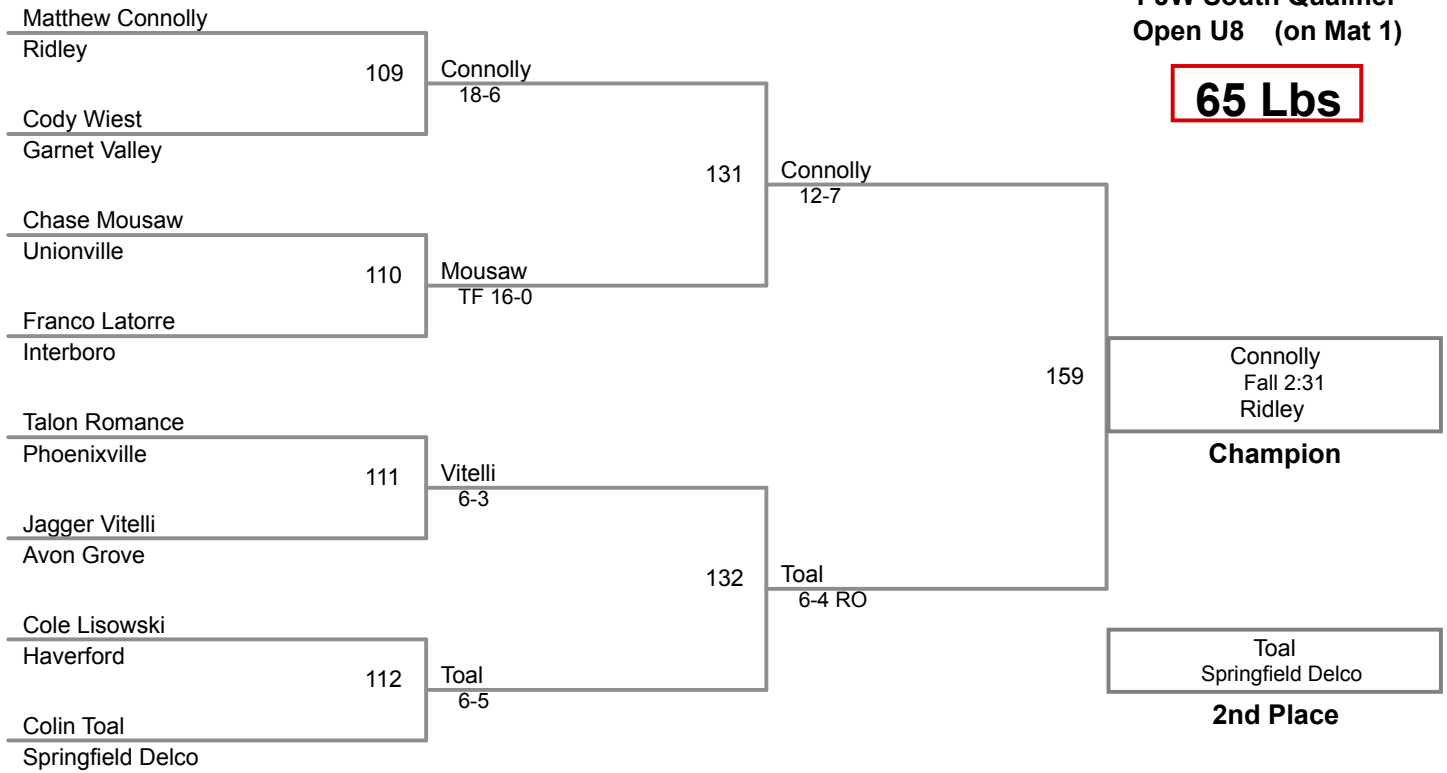 South Qualifier
Open U8 (on Mat 1)
65 Lbs
Matthew Connolly
Ridley
109
Connolly
18-6
Cody Wiest
Garnet Valley
131
Connolly
12-7
Chase Mousaw
Unionville
110
Mousaw
TF 16-0
Franco Latorre
Interboro
159
Connolly
Fall 2:31
Ridley
Champion
Talon Romance
Phoenixville
111
Vitelli
6-3
Jagger Vitelli
Avon Grove
132
Toal
6-4 RO
Cole Lisowski
Haverford
112
Toal
6-5
Colin Toal
Springfield Delco
Toal
Springfield Delco
2nd Place